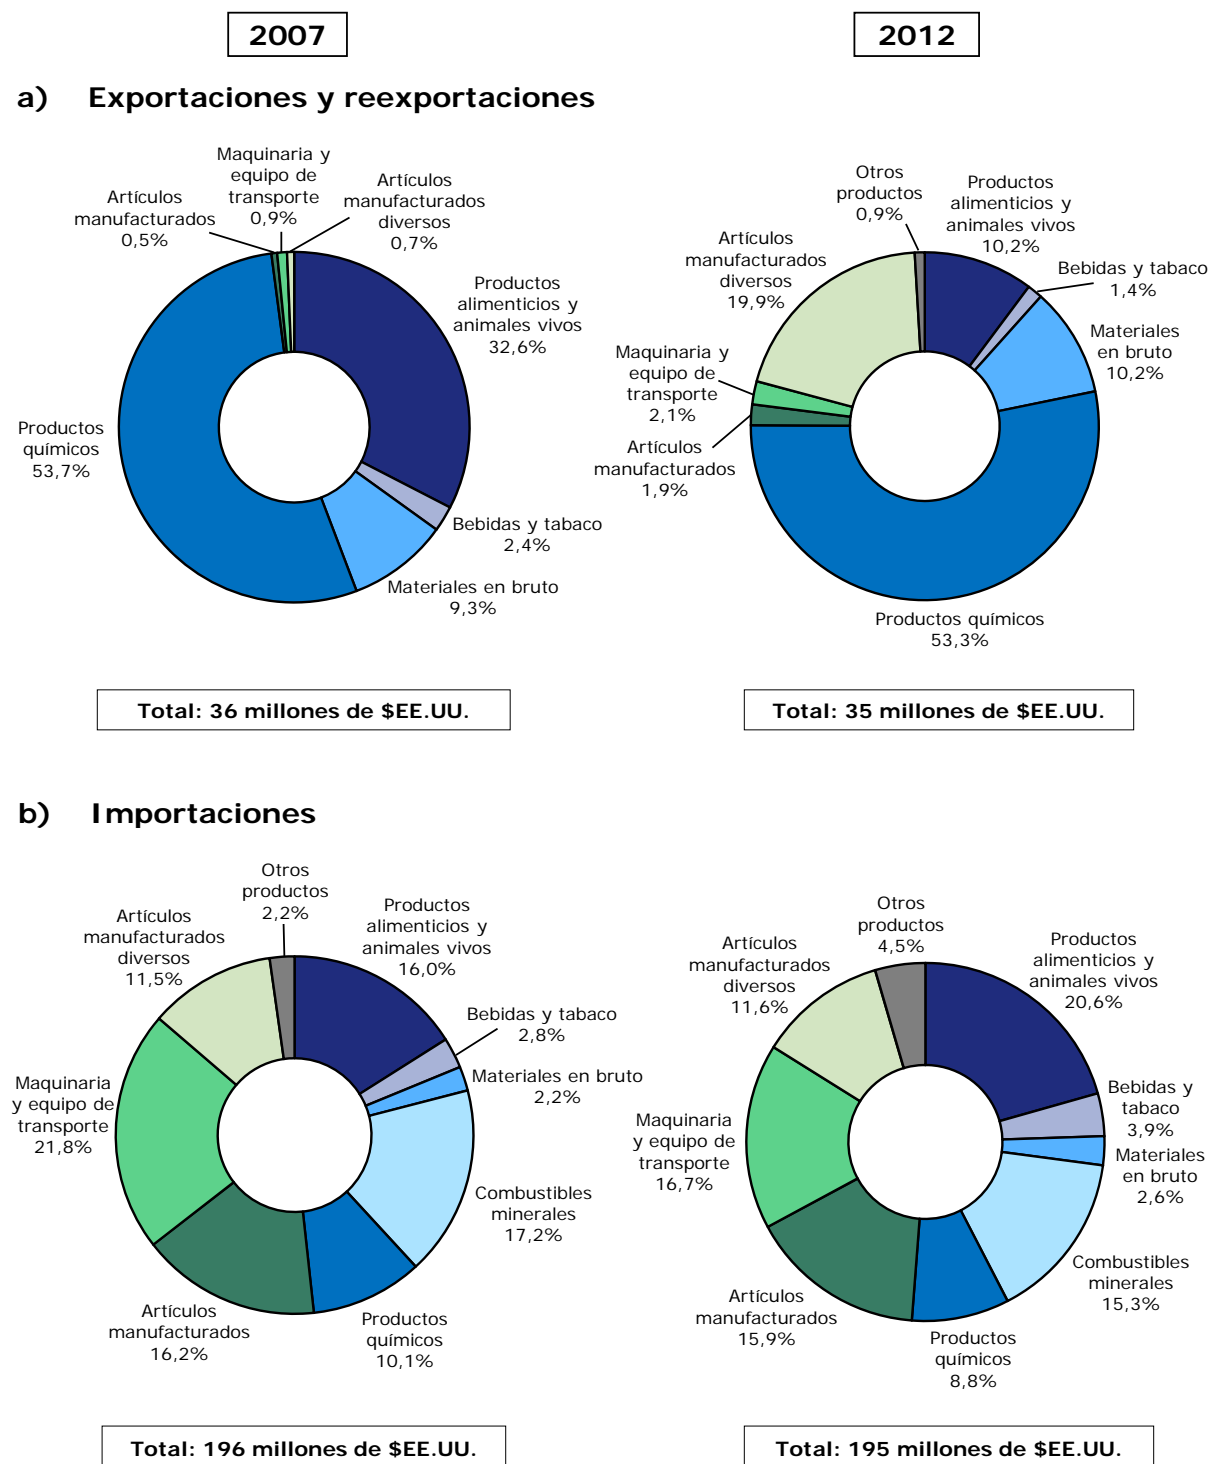 2007
2012
a) Exportaciones y reexportaciones
Maquinaria y
equipo de
transporte
0,9%
Artículos
manufacturados
0,5%
Artículos
manufacturados
diversos
0,7%
Productos
alimenticios y
animales vivos
32,6%
Productos
químicos
53,7%
Bebidas y tabaco
2,4%
Materiales en bruto
9,3%
Total: 36 millones de $EE.UU.
Otros
productos
0,9%
Productos
alimenticios y
animales vivos
10,2%
Artículos
manufacturados
diversos
19,9%
Bebidas y tabaco
1,4%
Materiales
en bruto
10,2%
Maquinaria y
equipo de
transporte
2,1%
Artículos
manufacturados
1,9%
Productos químicos
53,3%
Total: 35 millones de $EE.UU.
b) Importaciones
Otros
productos
2,2%
Productos
alimenticios y
animales vivos
16,0%
Artículos
manufacturados
diversos
11,5%
Bebidas y tabaco
2,8%
Materiales en bruto
2,2%
Maquinaria
y equipo de
transporte
21,8%
Combustibles
minerales
17,2%
Artículos
manufacturados
16,2%
Productos
químicos
10,1%
Total: 196 millones de $EE.UU.
Otros
productos
4,5%
Productos
alimenticios y
animales vivos
20,6%
Artículos
manufacturados
diversos
11,6%
Bebidas y
tabaco
3,9%
Materiales
en bruto
2,6%
Maquinaria
y equipo de
transporte
16,7%
Combustibles
minerales
15,3%
Artículos
manufacturados
15,9%
Productos
químicos
8,8%
Total: 195 millones de $EE.UU.